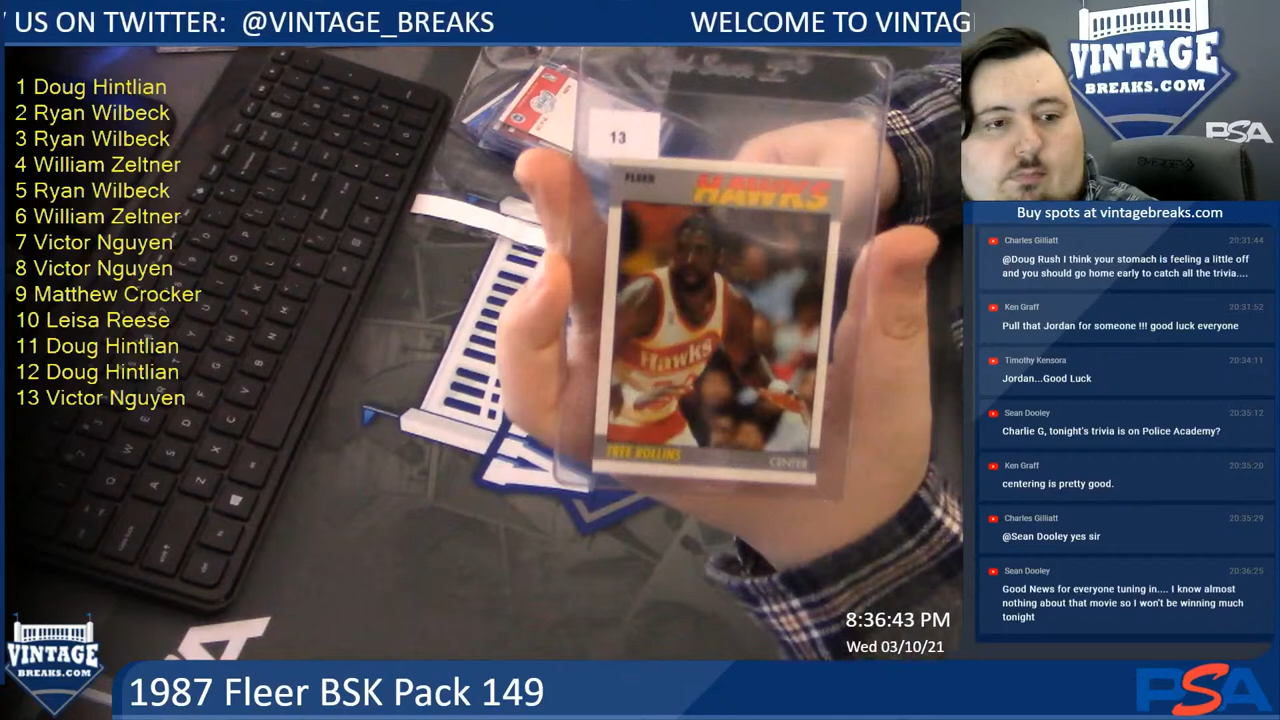 US ON TWITTER: @VINTAGE_BREAKS
WELCOME TO VINTAG
1 Doug Hintlian
2 Ryan Wilbeck
3 Ryan Wilbeck
4 William Zeltner
5 Ryan Wilbeck
6 William Zeltner
7 Victor Nguyen
8 Victor Nguyen
9 Matthew Crocker
10 Leisa Reese
11 Doug Hintlian
12 Doug Hintlian
13 Victor Nguyen
13
FLEER
HAWKS
Hawks
TREE ROLLINS
CENTER
VINTAGE
BREAKS.COM
PSA
Buy spots at vintagebreaks.com
Charles Gilliatt
20:31:44
@Doug Rush I think your stomach is feeling a little off
and you should go home early to catch all the trivia....
Ken Graff
20:31:52
Pull that Jordan for someone !!! good luck everyone
Timothy Kensora
20:34:11
Jordan...Good Luck
Sean Dooley
20:35:12
Charlie G, tonight's trivia is on Police Academy?
Ken Graff
20:35:20
centering is pretty good.
Charles Gilliatt
20:35:29
@Sean Dooley yes sir
Sean Dooley
20:36:25
Good News for everyone tuning in.... I know almost
nothing about that movie so I won't be winning much
tonight
8:36:43 PM
Wed 03/10/21
VINTAGE
BREAKS.COM
1987 Fleer BSK Pack 149
PSA